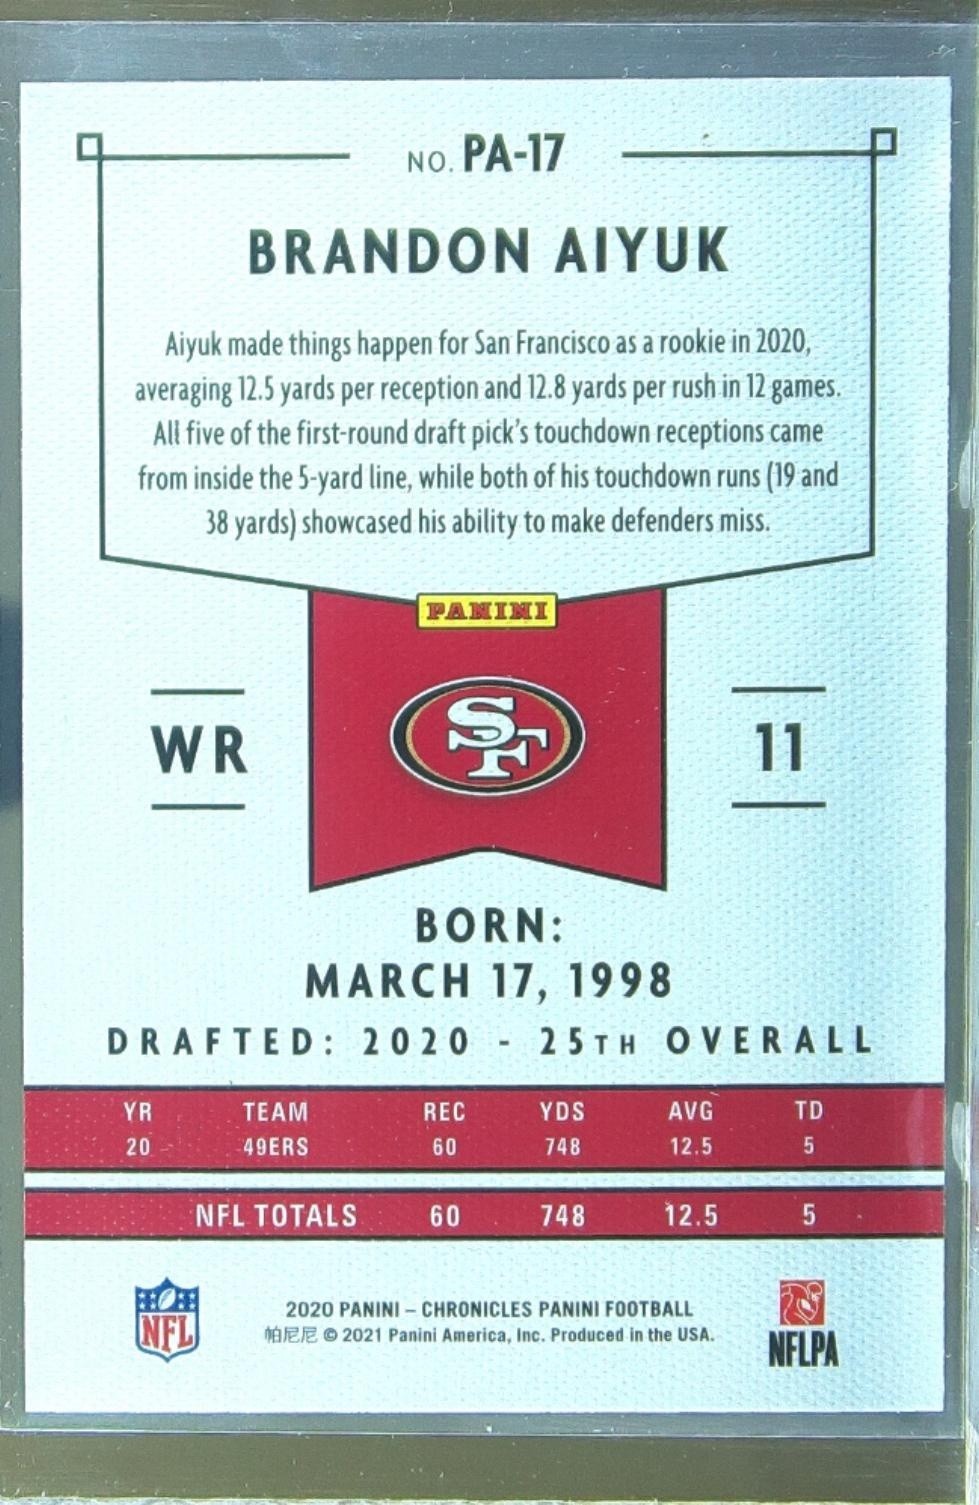 NO. PA-17
BRANDON AIYUK
Aiyuk made things happen for San Francisco as a rookie in 2020,
averaging 12.5 yards per reception and 12.8 yards per rush in 12 games.
All five of the first-round draft pick's touchdown receptions came
from inside the 5-yard line, while both of his touchdown runs (19 and
38 yards) showcased his ability to make defenders miss.
PANINI
SF
WR
11
BORN:
MARCH 17, 1998
DRAFTED: 2020 - 25TH OVERALL
YR TEAM REC YDS AVG TD
20 49ERS 60 748 12.5 5
NFL TOTALS 60 748 12.5 5
NFL
2020 PANINI – CHRONICLES PANINI FOOTBALL
帕尼尼 © 2021 Panini America, Inc. Produced in the USA.
NFLPA